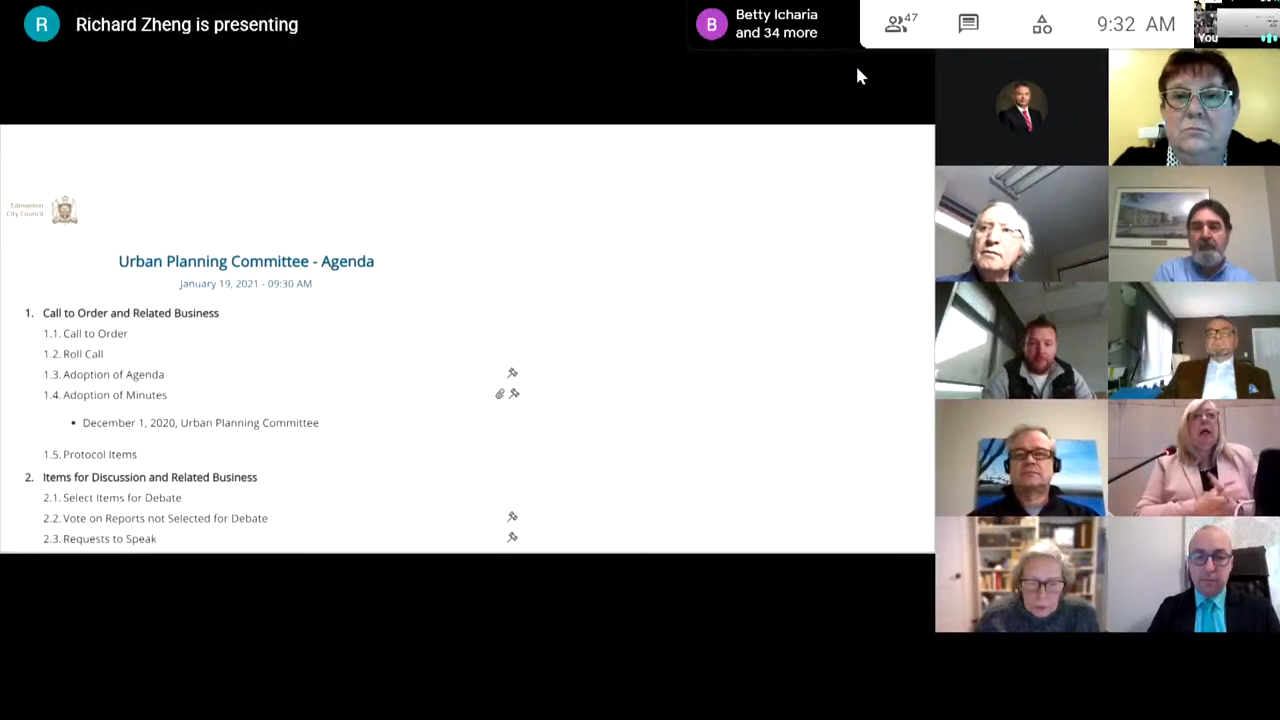 R
Richard Zheng is presenting
B
Betty Icharia
and 34 more
47
9:32 AM
You
Edmonton
City Council
Urban Planning Committee - Agenda
January 19, 2021 - 09:30 AM
1. Call to Order and Related Business
1.1. Call to Order
1.2. Roll Call
1.3. Adoption of Agenda
1.4. Adoption of Minutes
• December 1, 2020, Urban Planning Committee
1.5. Protocol Items
2. Items for Discussion and Related Business
2.1. Select Items for Debate
2.2. Vote on Reports not Selected for Debate
2.3. Requests to Speak